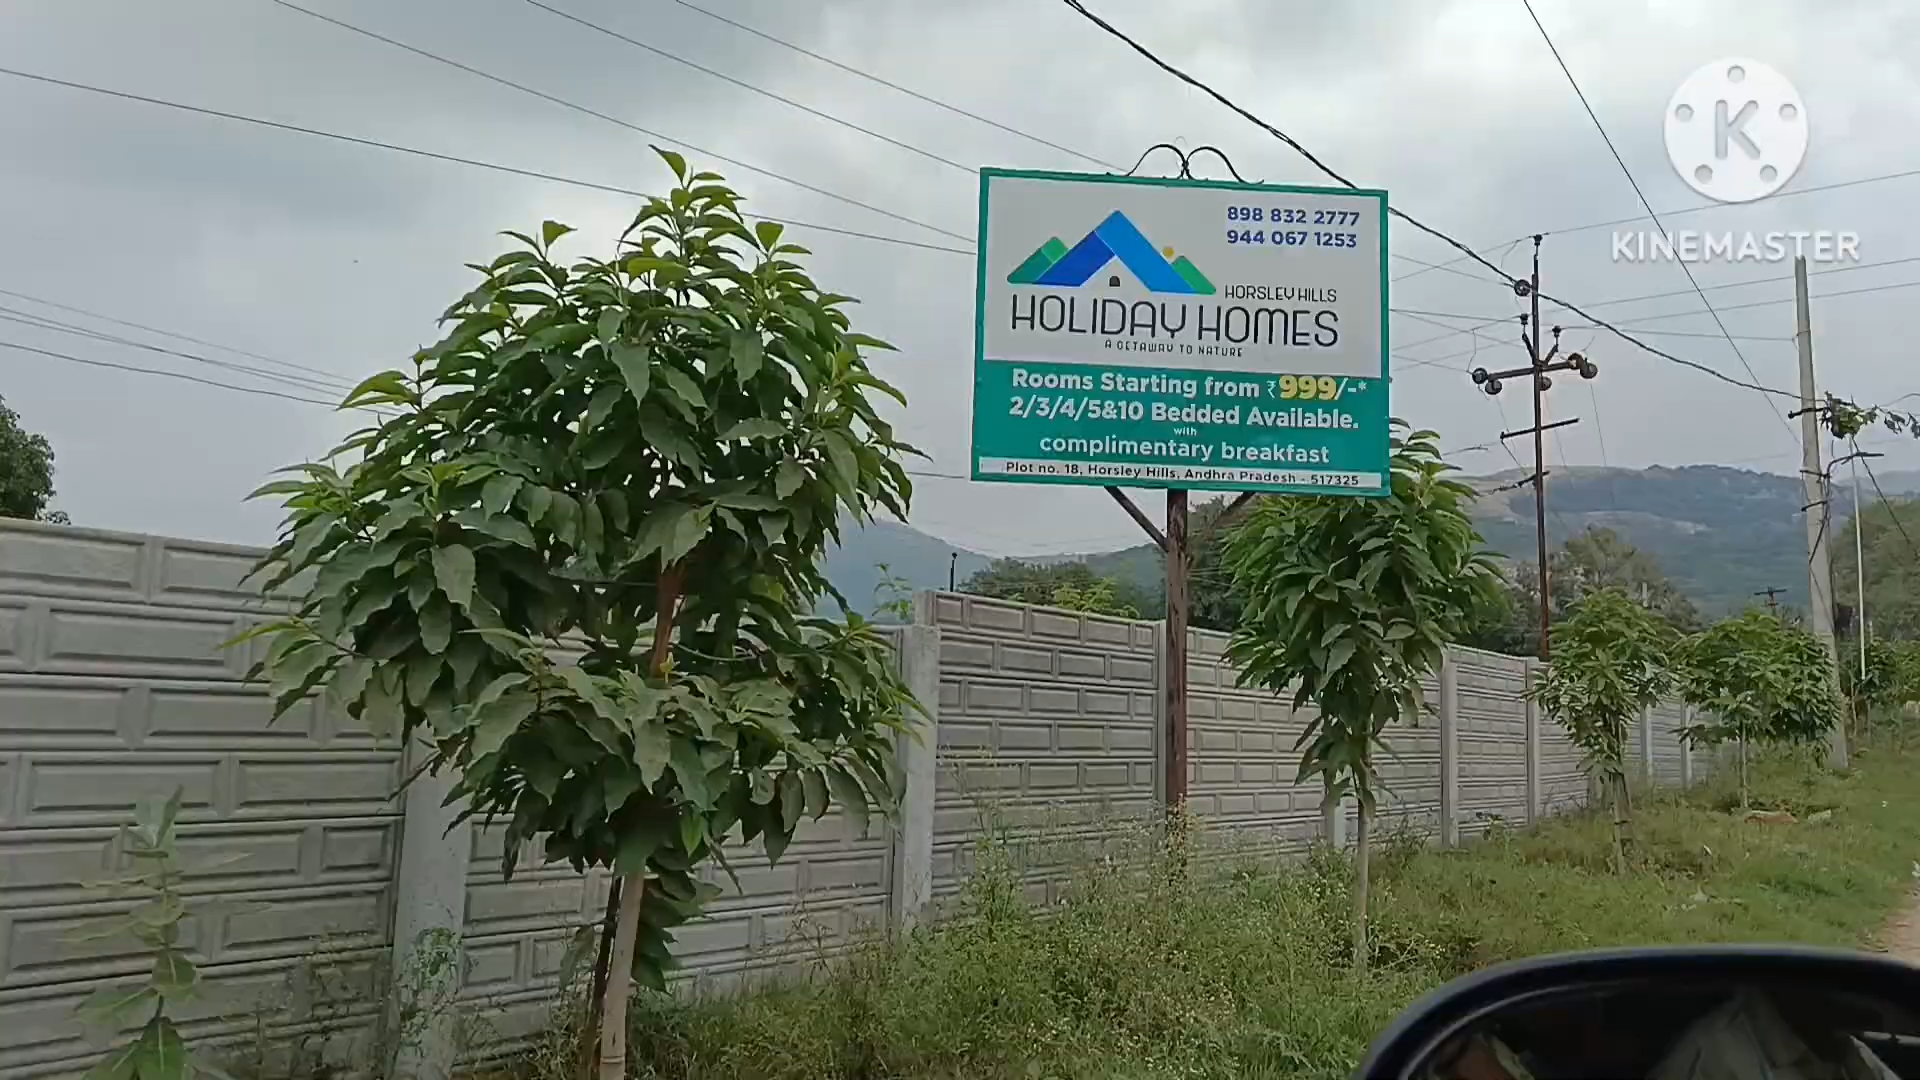 898 832 2777
944 067 1253
HORSLEY HILLS
HOLIDAY HOMES
A GETAWAY TO NATURE
Rooms Starting from ₹999/-*
2/3/4/5&10 Bedded Available.
with
complimentary breakfast
Plot no. 18, Horsley Hills, Andhra Pradesh - 517325
K
KINEMASTER